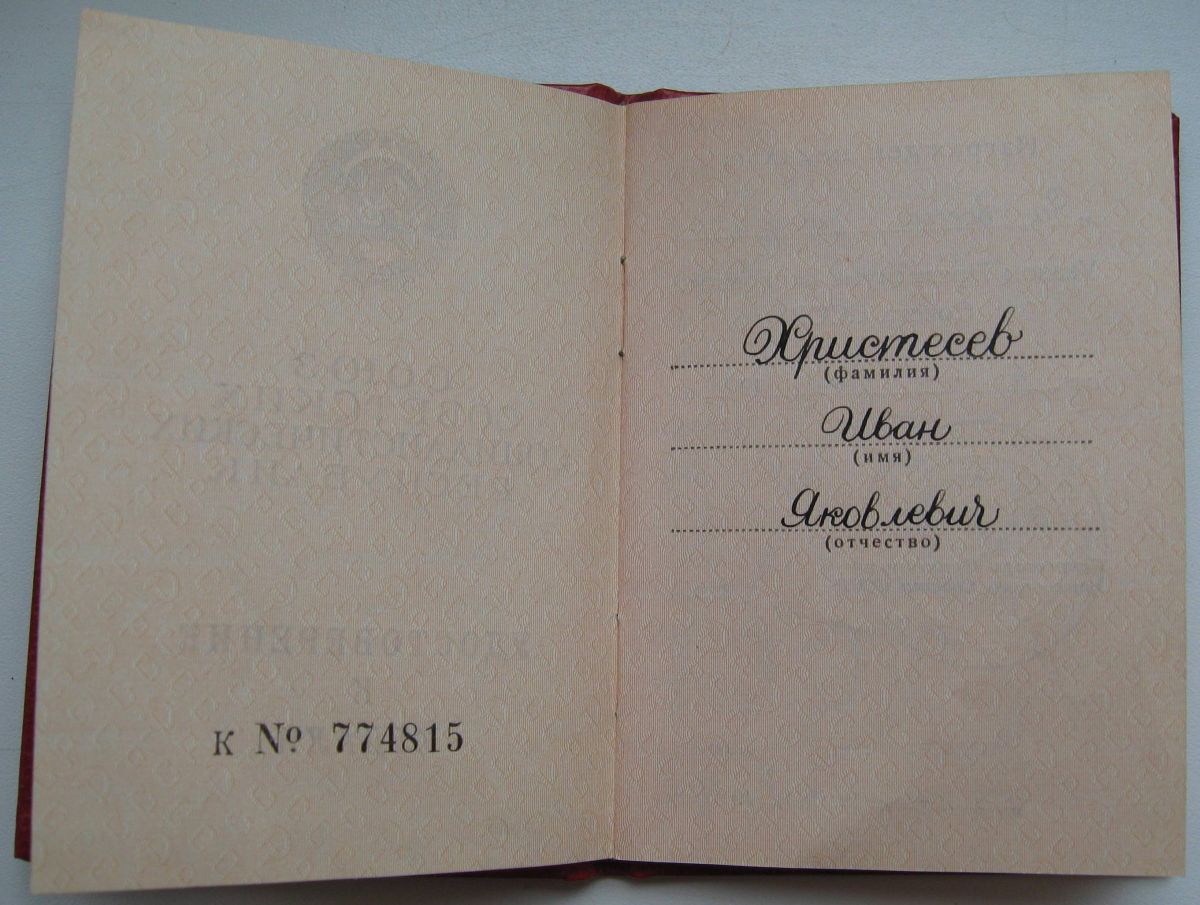 К № 774815
Христесев
(фамилия)
Иван
(имя)
Яковлевич
(отчество)